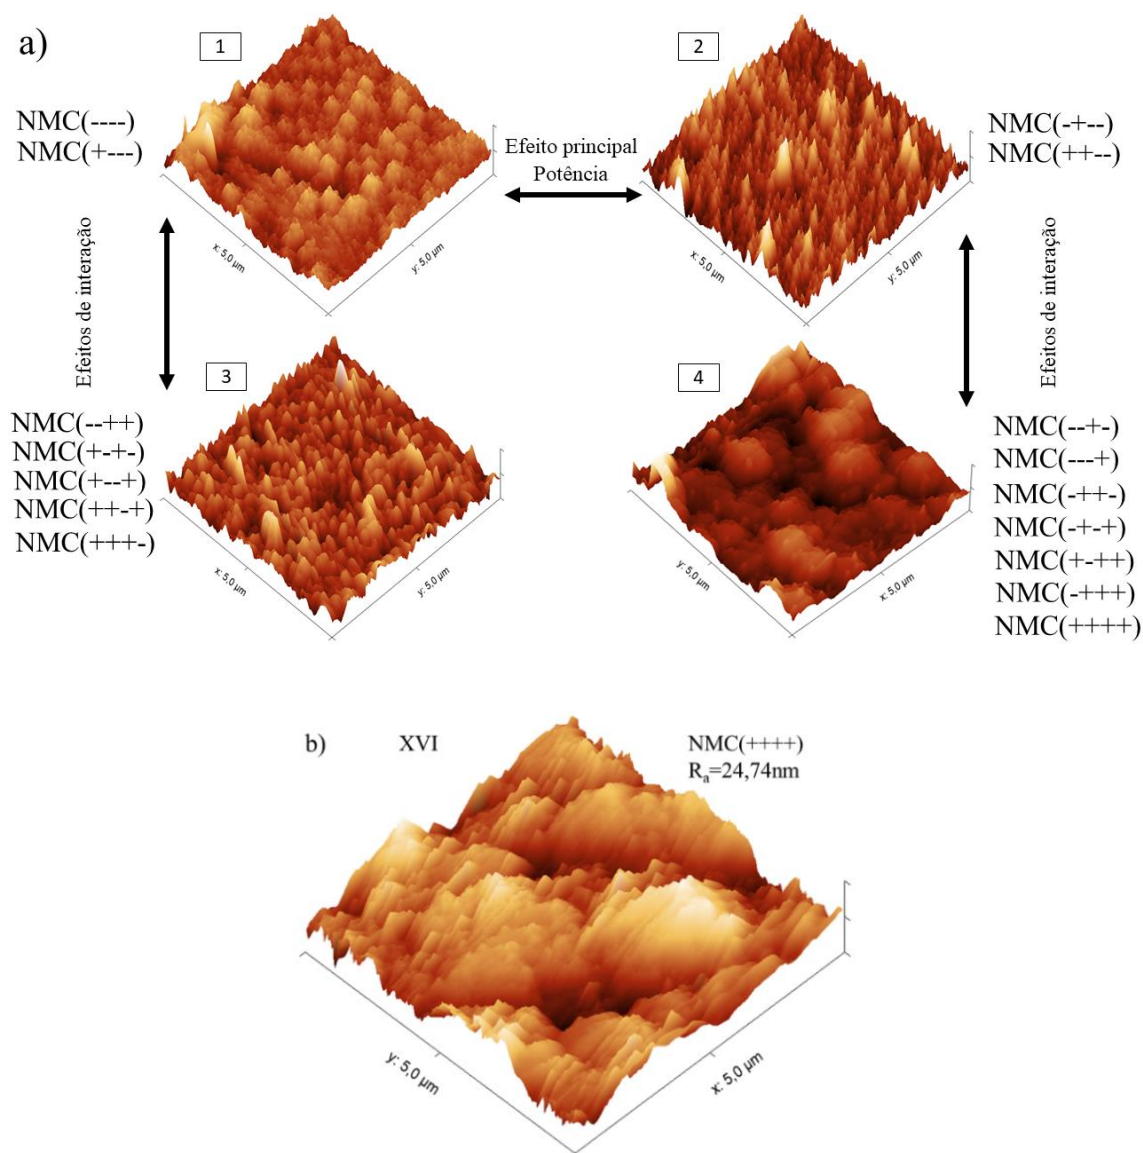 a)
1
NMC(----)
NMC(+---)
x: 5,0 µm
y: 5,0 µm
Efeito principal
Potência
2
NMC(-+--)
NMC(++--)
x: 5,0 µm
y: 5,0 µm
Efeitos de interação
Efeitos de interação
3
NMC(--++)
NMC(+-+-)
NMC(+--+)
NMC(++-+)
NMC(+++-)
x: 5,0 µm
y: 5,0 µm
4
NMC(--+-)
NMC(---+)
NMC(-++-)
NMC(-+-+)
NMC(+-++)
NMC(-+++)
NMC(++++)
y: 5,0 µm
x: 5,0 µm
b)
XVI
NMC(++++)
Ra=24,74nm
y: 5,0 µm
x: 5,0 µm